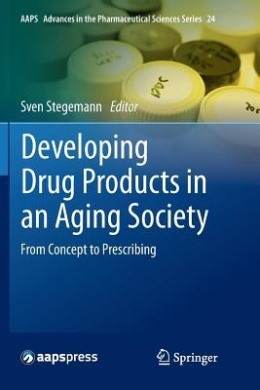 AAPS Advances in the Pharmaceutical Sciences Series 24
Sven Stegemann Editor
Developing
Drug Products in
an Aging Society
From Concept to Prescribing
aapspress
Springer